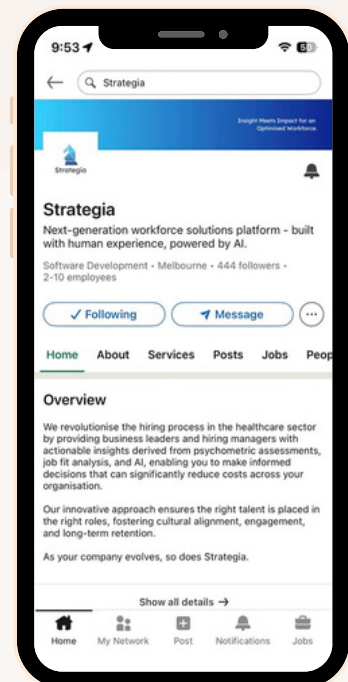 9:53
50
Strategia
Insight Meets Impact for an
Optimised Workforce.
Strategia
Strategia
Next-generation workforce solutions platform - built
with human experience, powered by AI.
Software Development • Melbourne • 444 followers •
2-10 employees
Following
Message
Home About Services Posts Jobs Peop
Overview
We revolutionise the hiring process in the healthcare sector
by providing business leaders and hiring managers with
actionable insights derived from psychometric assessments,
job fit analysis, and AI, enabling you to make informed
decisions that can significantly reduce costs across your
organisation.
Our innovative approach ensures the right talent is placed in
the right roles, fostering cultural alignment, engagement,
and long-term retention.
As your company evolves, so does Strategia.
Show all details →
Home My Network Post Notifications Jobs